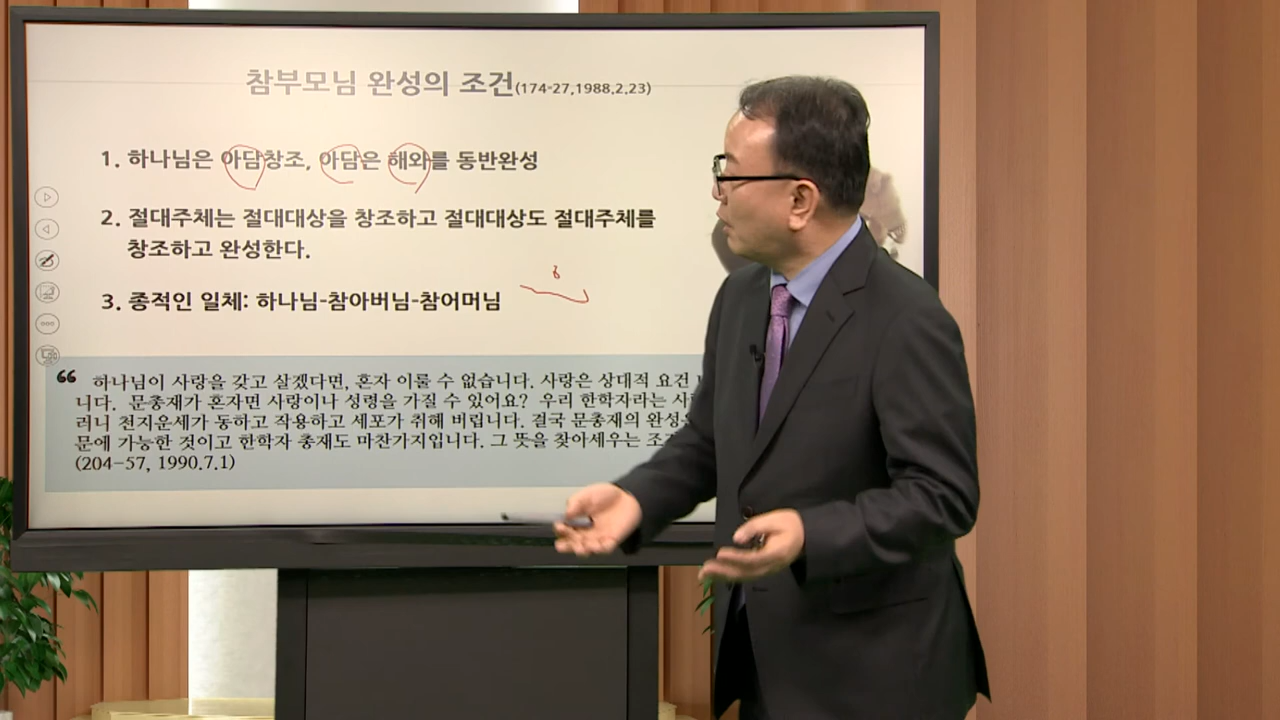 참부모님 완성의 조건(174-27,1988.2.23)
1. 하나님은 아담창조, 아담은 해와를 동반완성
2. 절대주체는 절대대상을 창조하고 절대대상도 절대주체를
창조하고 완성한다.
6
3. 종적인 일체: 하나님-참아버님-참어머님
“ 하나님이 사랑을 갖고 살겠다면, 혼자 이룰 수 없습니다. 사랑은 상대적 요건
니다. 문총재가 혼자면 사랑이나 성령을 가질 수 있어요? 우리 한학자라는
러니 천지운세가 동하고 작용하고 세포가 취해 버립니다. 결국 문총재의
문에 가능한 것이고 한학자 총재도 마찬가지입니다. 그 뜻을 찾아세우는
(204-57, 1990.7.1)